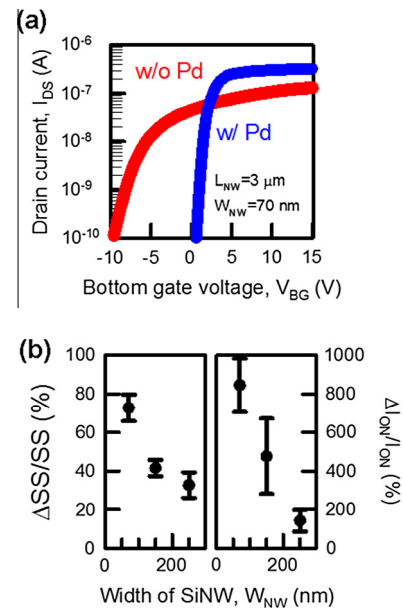 (a)
10⁻⁶
10⁻⁷
10⁻⁸
10⁻⁹
10⁻¹⁰
Drain current, I_DS (A)
w/o Pd
w/ Pd
L_NW=3 μm
W_NW=70 nm
-10 -5 0 5 10 15
Bottom gate voltage, V_BG (V)
(b)
100
80
60
40
20
0
ΔSS/SS (%)
1000
800
600
400
200
0
ΔI_ON/I_ON (%)
0 200 0 200
Width of SiNW, W_NW (nm)